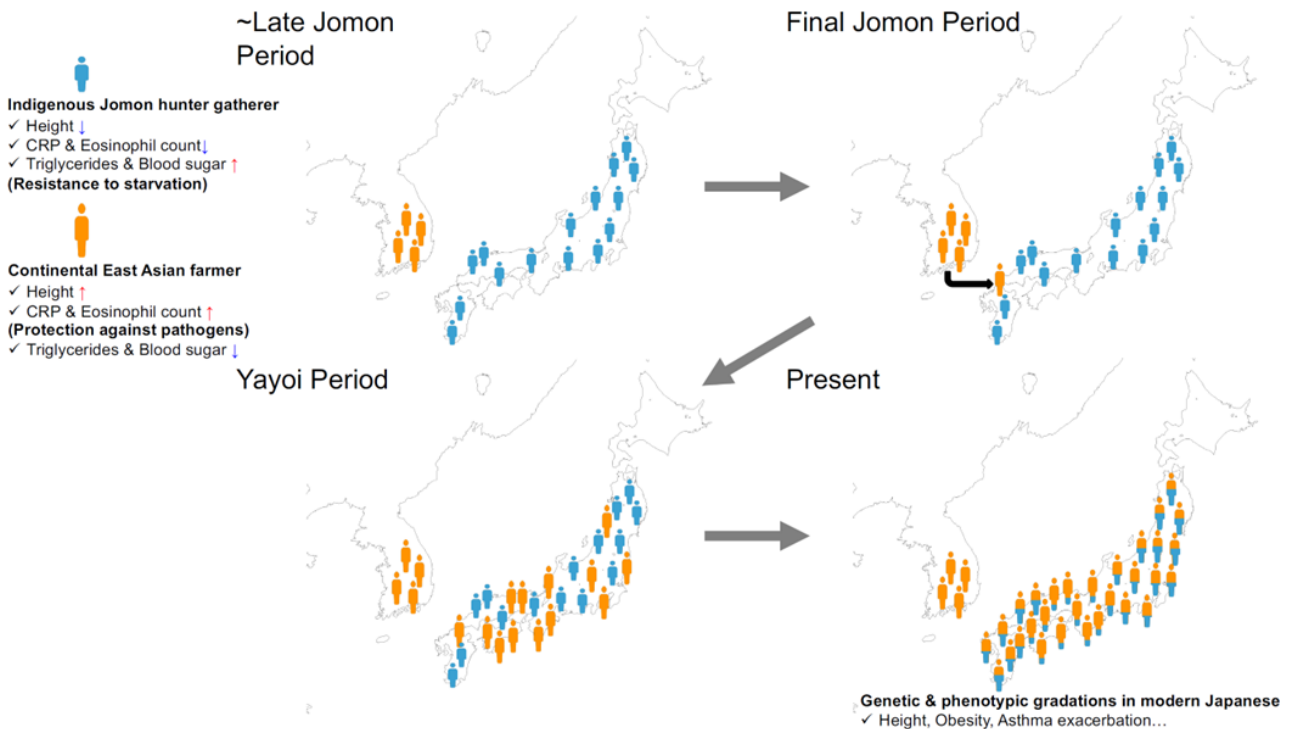 ~Late Jomon
Period
Final Jomon Period
Indigenous Jomon hunter gatherer
✓ Height ↓
✓ CRP & Eosinophil count↓
✓ Triglycerides & Blood sugar ↑
(Resistance to starvation)
Continental East Asian farmer
✓ Height ↑
✓ CRP & Eosinophil count ↑
(Protection against pathogens)
✓ Triglycerides & Blood sugar ↓
Yayoi Period
Present
Genetic & phenotypic gradations in modern Japanese
✓ Height, Obesity, Asthma exacerbation…